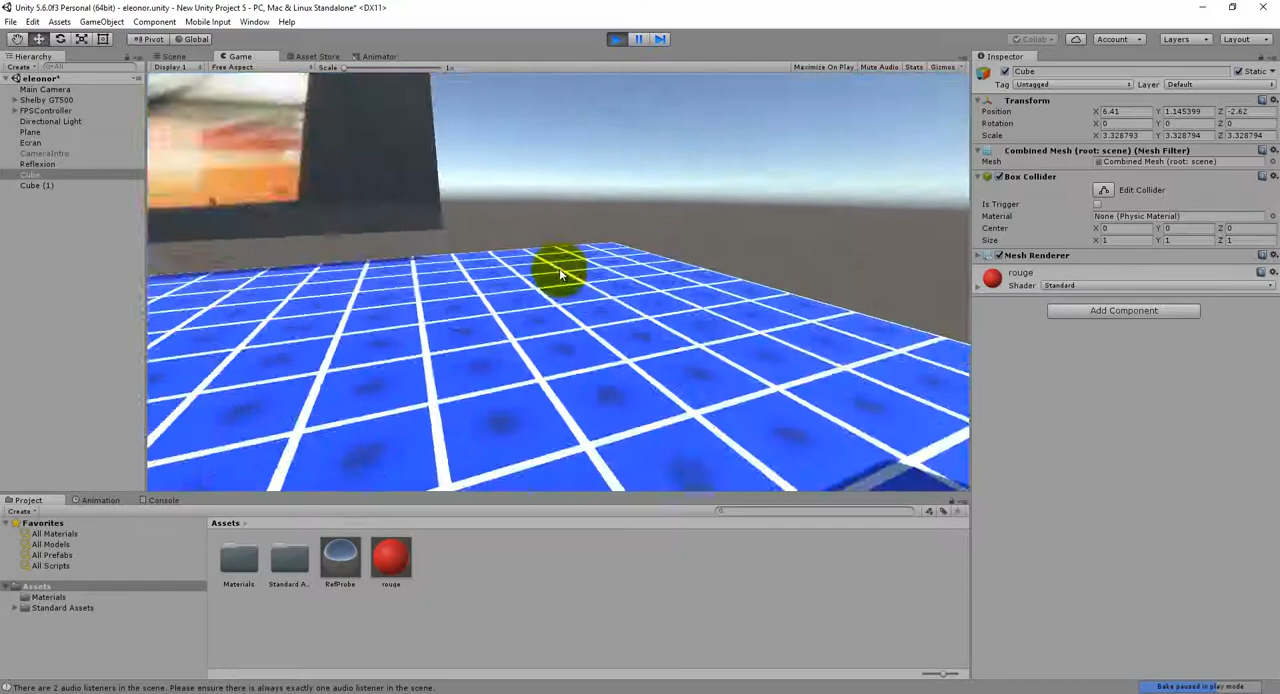 Unity 5.6.0f3 Personal (64bit) - eleonor.unity - New Unity Project 5 - PC, Mac & Linux Standalone* <DX11>
File Edit Assets GameObject Component Mobile Input Window Help
Pivot Global Collab Account Layers Layout
Hierarchy Scene Game Asset Store Animator Inspector
Create All Display 1 Free Aspect Scale 1x Maximize On Play Mute Audio Stats Gizmos
Cube Static
Tag Untagged Layer Default
eleonor*
Main Camera
Shelby GT500
FPSController
Directional Light
Plane
Ecran
CameraIntro
Reflexion
Cube
Cube (1)
Transform
Position X 6.41 Y 1.145399 Z -2.62
Rotation X 0 Y 0 Z 0
Scale X 3.328793 Y 3.328794 Z 3.328794
Combined Mesh (root: scene) (Mesh Filter)
Mesh Combined Mesh (root: scene)
Box Collider
Edit Collider
Is Trigger
Material None (Physic Material)
Center X 0 Y 0 Z 0
Size X 1 Y 1 Z 1
Mesh Renderer
rouge
Shader Standard
Add Component
Project Animation Console
Create
Favorites
All Materials
All Models
All Prefabs
All Scripts
Assets
Materials
Standard Assets
Assets
Materials Standard A.. RefProbe rouge
There are 2 audio listeners in the scene. Please ensure there is always exactly one audio listener in the scene.
Bake paused in play mode